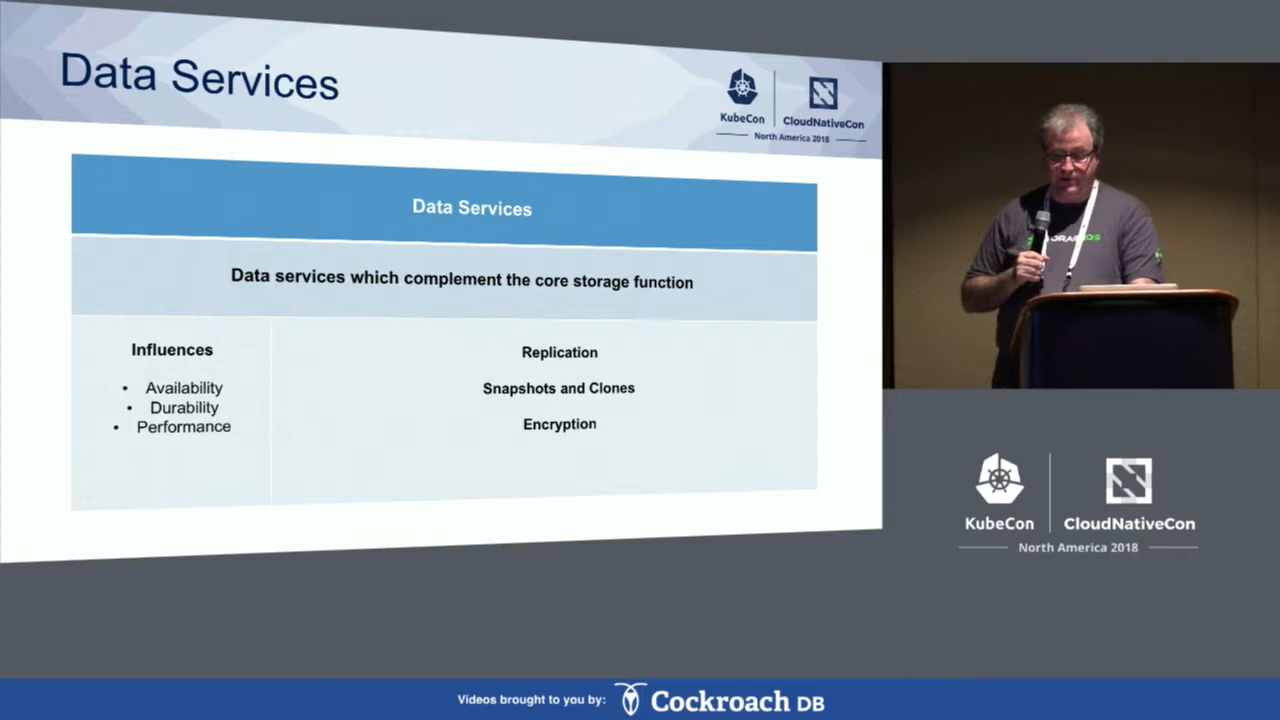 Data Services
KubeCon
CloudNativeCon
North America 2018
Data Services
Data services which complement the core storage function
Influences
• Availability
• Durability
• Performance
Replication
Snapshots and Clones
Encryption
KubeCon
CloudNativeCon
North America 2018
Videos brought to you by:
Cockroach DB